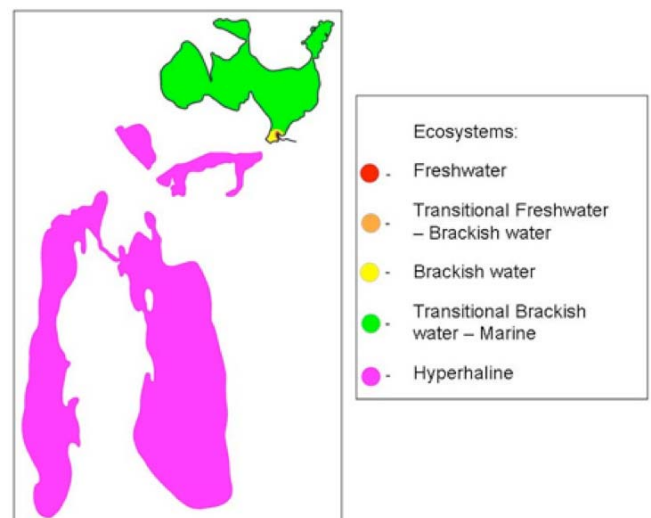 Ecosystems:
- Freshwater
- Transitional Freshwater
– Brackish water
- Brackish water
- Transitional Brackish
water – Marine
- Hyperhaline